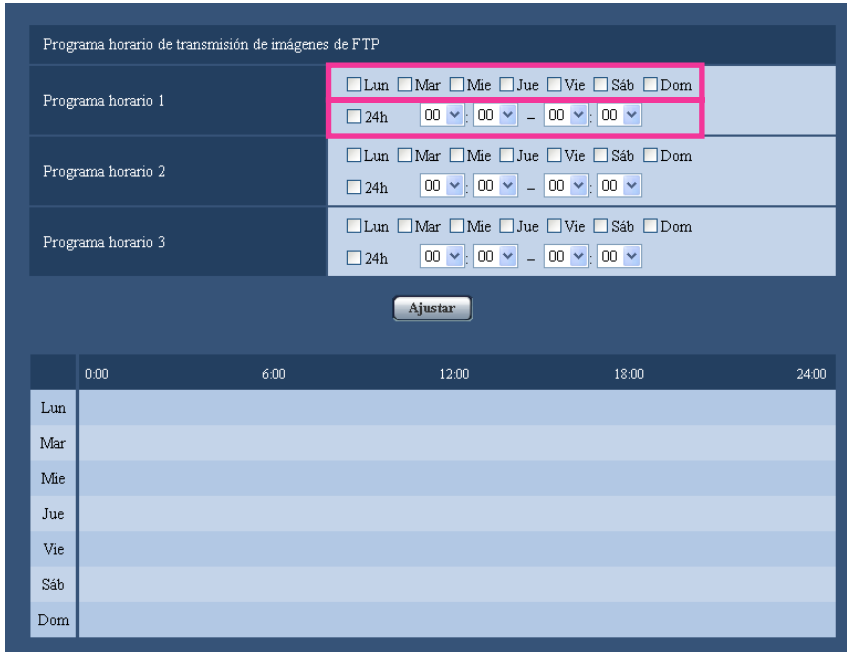 Programa horario de transmisión de imágenes de FTP
Programa horario 1
Lun Mar Mie Jue Vie Sáb Dom
24h 00 : 00 – 00 : 00
Programa horario 2
Lun Mar Mie Jue Vie Sáb Dom
24h 00 : 00 – 00 : 00
Programa horario 3
Lun Mar Mie Jue Vie Sáb Dom
24h 00 : 00 – 00 : 00
Ajustar
0:00 6:00 12:00 18:00 24:00
Lun
Mar
Mie
Jue
Vie
Sáb
Dom